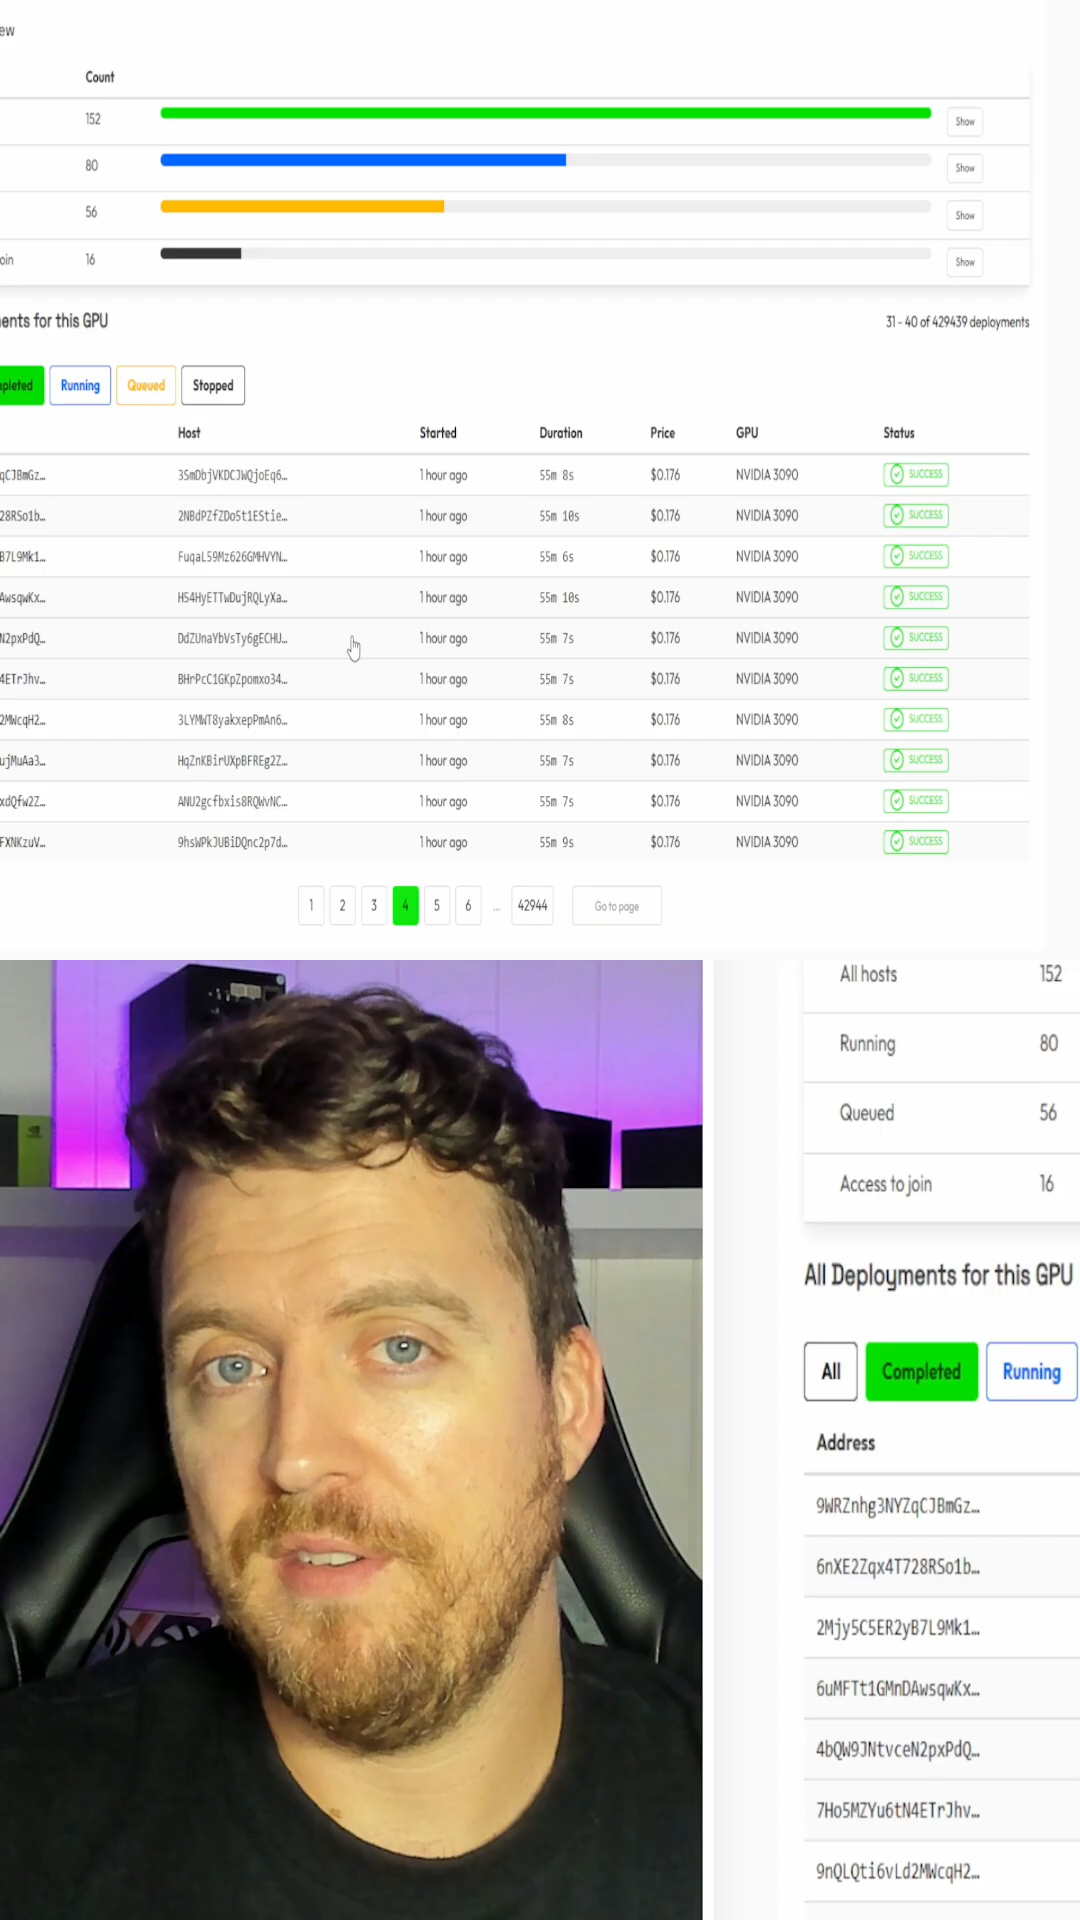 ew
Count
152 Show
80 Show
56 Show
oin 16 Show
ents for this GPU 31 - 40 of 429439 deployments
pleted Running Queued Stopped
Host Started Duration Price GPU Status
qCJBmGz… 3SmDbjVKDCJWQjoEq6… 1 hour ago 55m 8s $0.176 NVIDIA 3090 SUCCESS
28RSo1b… 2NBdPZfZDo5t1EStie… 1 hour ago 55m 10s $0.176 NVIDIA 3090 SUCCESS
B7L9Mk1… FuqaL59Mz626GMHVYN… 1 hour ago 55m 6s $0.176 NVIDIA 3090 SUCCESS
AwsqwKx… H54HyETTwDujRQLyXa… 1 hour ago 55m 10s $0.176 NVIDIA 3090 SUCCESS
N2pxPdQ… DdZUnaYbVsTy6gECHU… 1 hour ago 55m 7s $0.176 NVIDIA 3090 SUCCESS
4ETrJhv… BHrPcC1GKpZpomxo34… 1 hour ago 55m 7s $0.176 NVIDIA 3090 SUCCESS
2MWcqH2… 3LYMWT8yakxepPmAn6… 1 hour ago 55m 8s $0.176 NVIDIA 3090 SUCCESS
ujMuAa3… HqZnKBirUXpBFREg2Z… 1 hour ago 55m 7s $0.176 NVIDIA 3090 SUCCESS
xdQfw2Z… ANU2gcfbxis8RQWvNC… 1 hour ago 55m 7s $0.176 NVIDIA 3090 SUCCESS
FXNKzuV… 9hsWPkJUBiDQnc2p7d… 1 hour ago 55m 9s $0.176 NVIDIA 3090 SUCCESS
1 2 3 4 5 6 … 42944 Go to page
All hosts 152
Running 80
Queued 56
Access to join 16
All Deployments for this GPU
All Completed Running
Address
9WRZnhg3NYZqCJBmGz…
6nXE2Zqx4T728RSo1b…
2Mjy5C5ER2yB7L9Mk1…
6uMFTt1GMnDAwsqwKx…
4bQW9JNtvceN2pxPdQ…
7Ho5MZYu6tN4ETrJhv…
9nQLQti6vLd2MWcqH2…